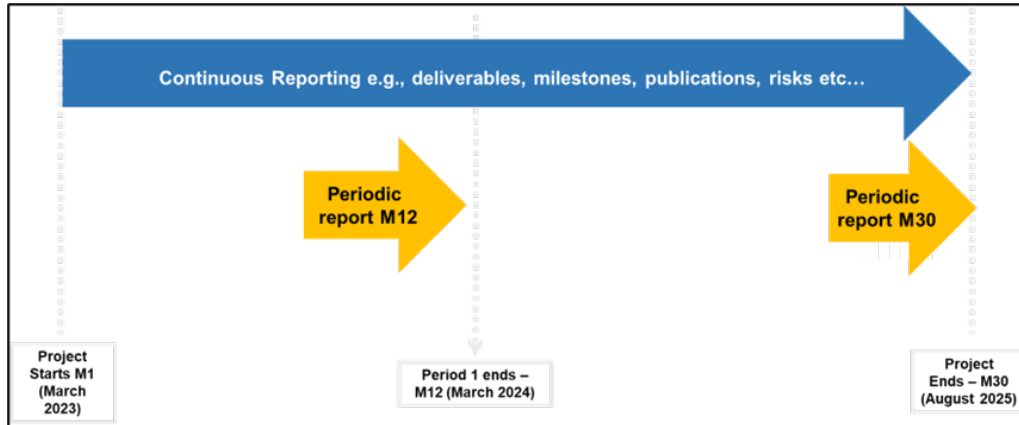 Continuous Reporting e.g., deliverables, milestones, publications, risks etc…
Periodic
report M12
Periodic
report M30
Project
Starts M1
(March
2023)
Period 1 ends –
M12 (March 2024)
Project
Ends – M30
(August 2025)